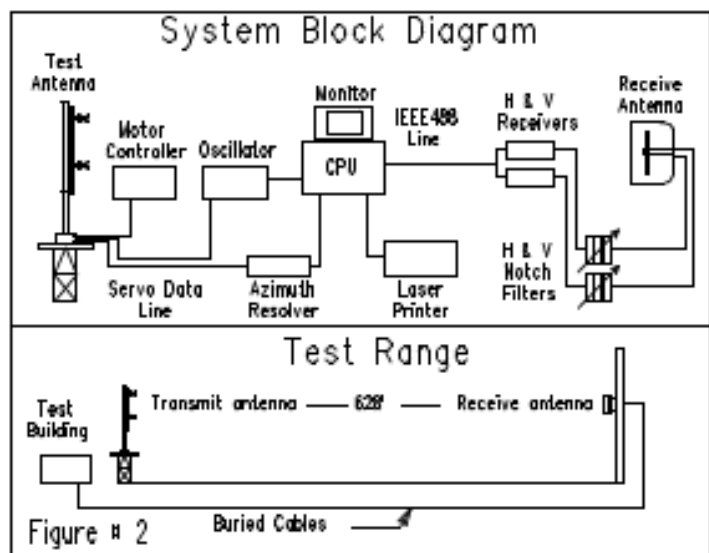 System Block Diagram
Test
Antenna
Motor
Controller
Oscillator
Monitor
CPU
IEEE488
Line
H & V
Receivers
Receive
Antenna
Servo Data
Line
Azimuth
Resolver
Laser
Printer
H & V
Notch
Filters
Test Range
Test
Building
Transmit antenna
628'
Receive antenna
Buried Cables
Figure # 2